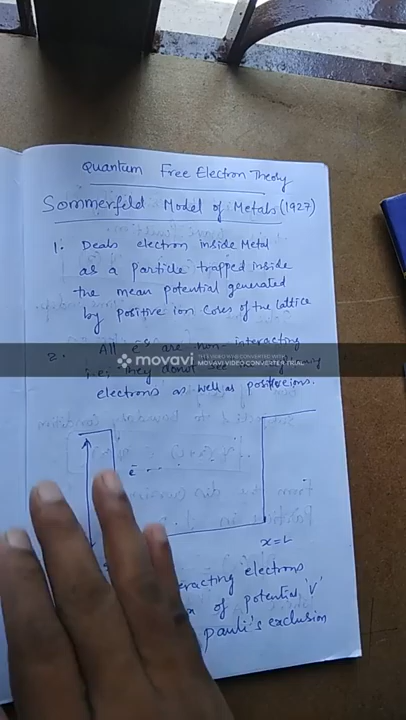 Quantum Free Electron Theory
Sommerfeld Model of Metals (1927)
1. Deals electron inside Metal
as a particle trapped inside
the mean potential generated
by positive ion cores of the lattice
2. All e⁻s are non-interacting
movavi
i.e; they donot see
electrons as well as positive ions.
e⁻ ...
x=L
interacting electrons
of potential 'V'
pauli's exclusion